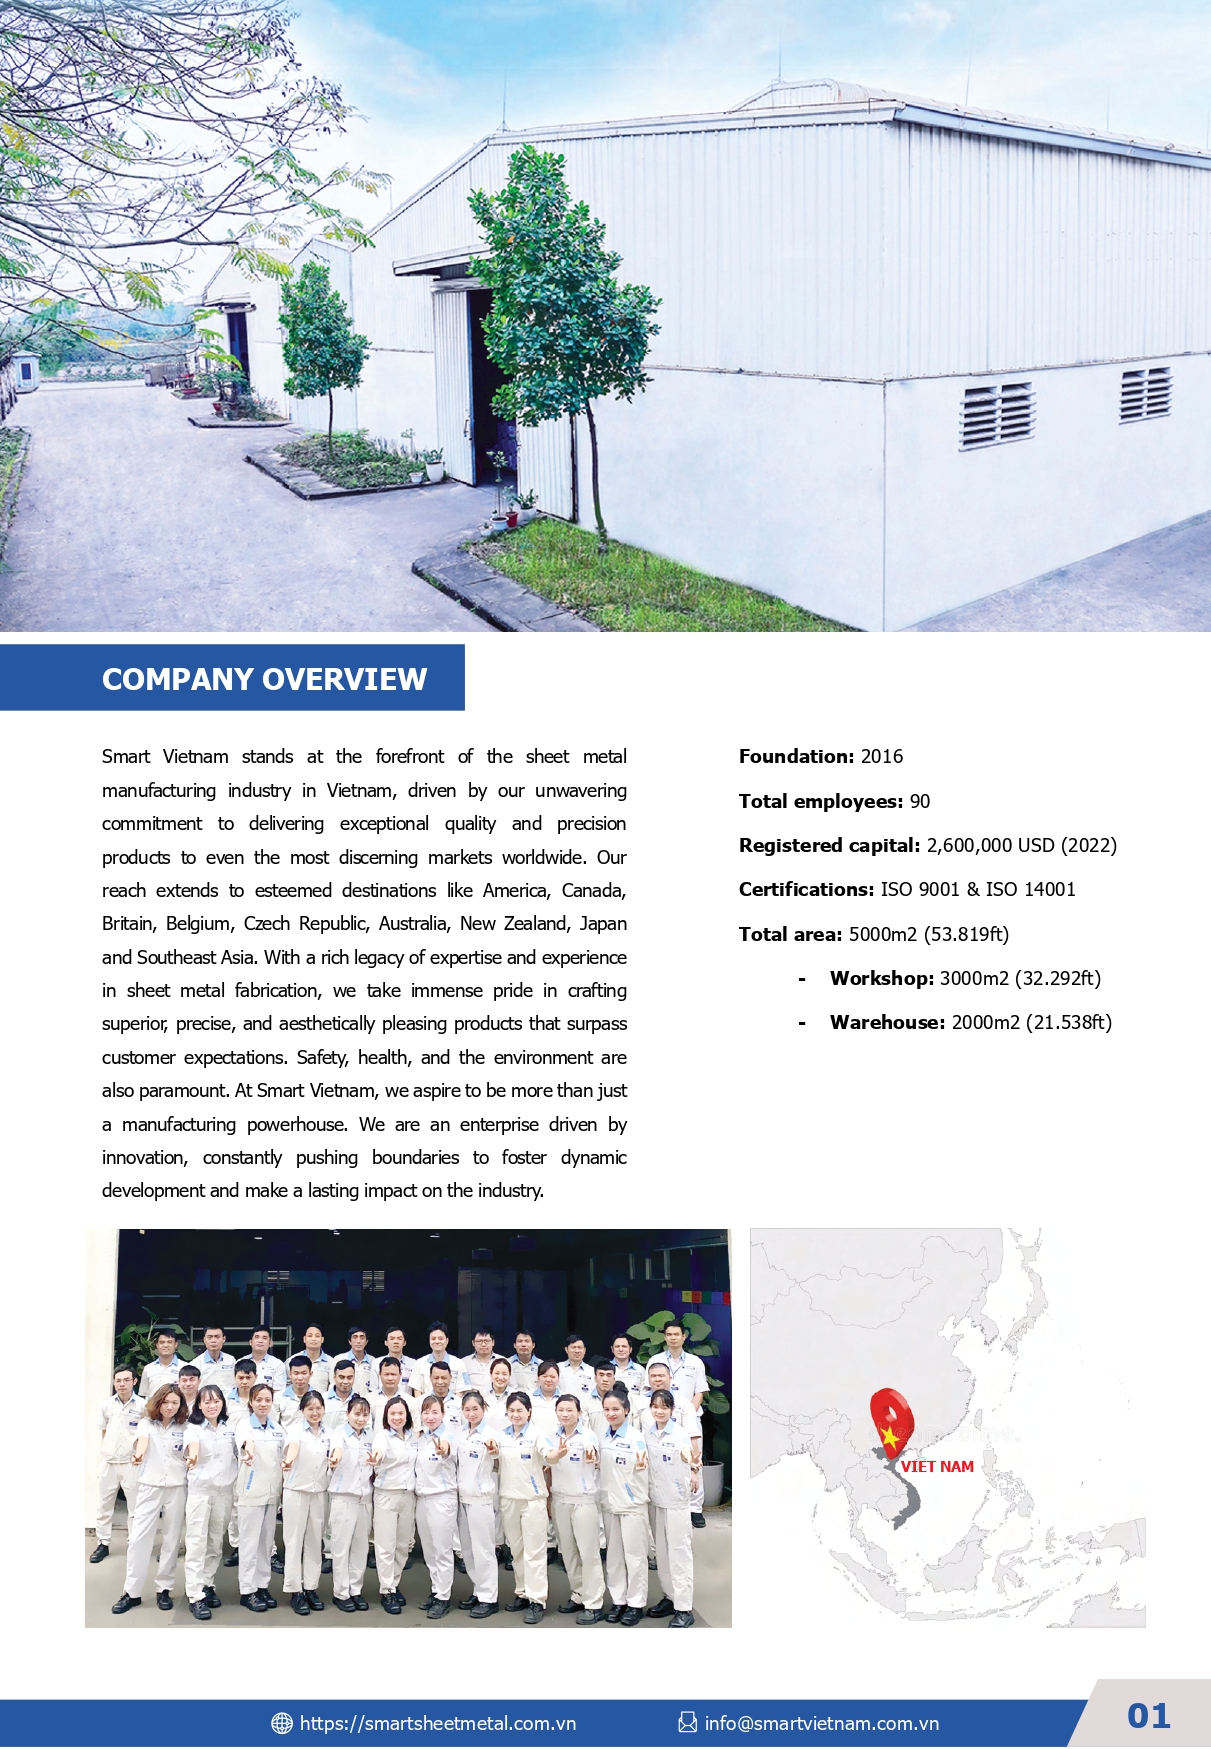 COMPANY OVERVIEW
Smart Vietnam stands at the forefront of the sheet metal
manufacturing industry in Vietnam, driven by our unwavering
commitment to delivering exceptional quality and precision
products to even the most discerning markets worldwide. Our
reach extends to esteemed destinations like America, Canada,
Britain, Belgium, Czech Republic, Australia, New Zealand, Japan
and Southeast Asia. With a rich legacy of expertise and experience
in sheet metal fabrication, we take immense pride in crafting
superior, precise, and aesthetically pleasing products that surpass
customer expectations. Safety, health, and the environment are
also paramount. At Smart Vietnam, we aspire to be more than just
a manufacturing powerhouse. We are an enterprise driven by
innovation, constantly pushing boundaries to foster dynamic
development and make a lasting impact on the industry.
Foundation: 2016
Total employees: 90
Registered capital: 2,600,000 USD (2022)
Certifications: ISO 9001 & ISO 14001
Total area: 5000m2 (53.819ft)
- Workshop: 3000m2 (32.292ft)
- Warehouse: 2000m2 (21.538ft)
VIET NAM
https://smartsheetmetal.com.vn
info@smartvietnam.com.vn
01